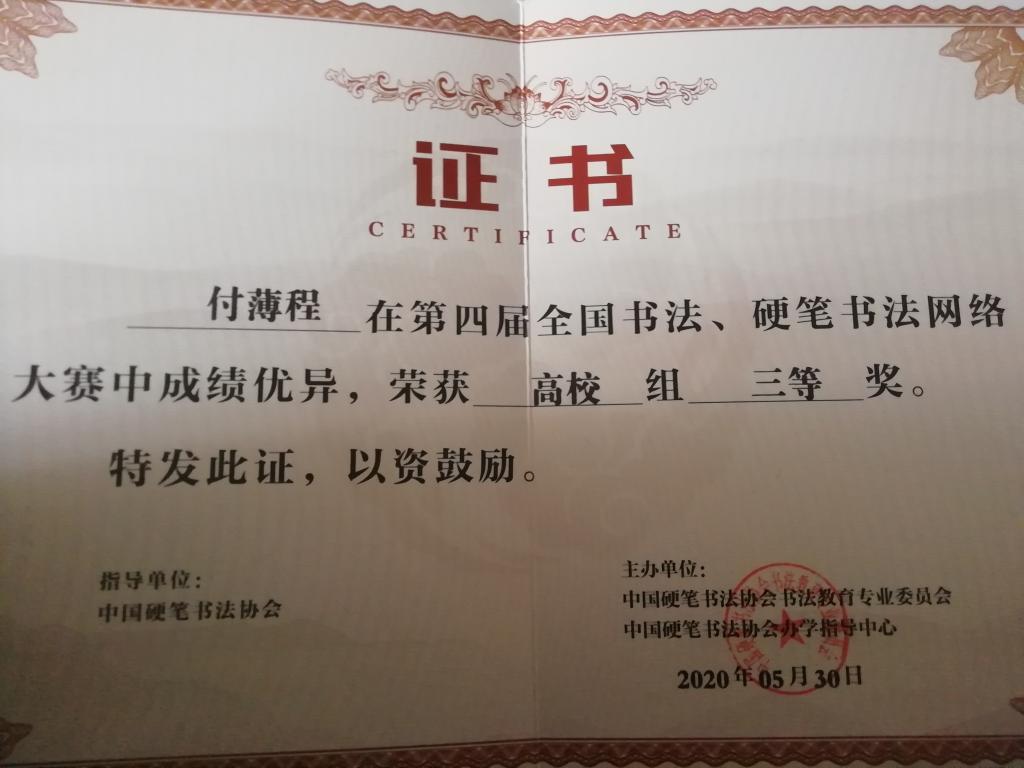 证书
CERTIFICATE
付薄程 在第四届全国书法、硬笔书法网络
大赛中成绩优异，荣获 高校 组 三等 奖。
特发此证，以资鼓励。
指导单位：
中国硬笔书法协会
主办单位：
中国硬笔书法协会书法教育专业委员会
中国硬笔书法协会办学指导中心
2020年05月30日